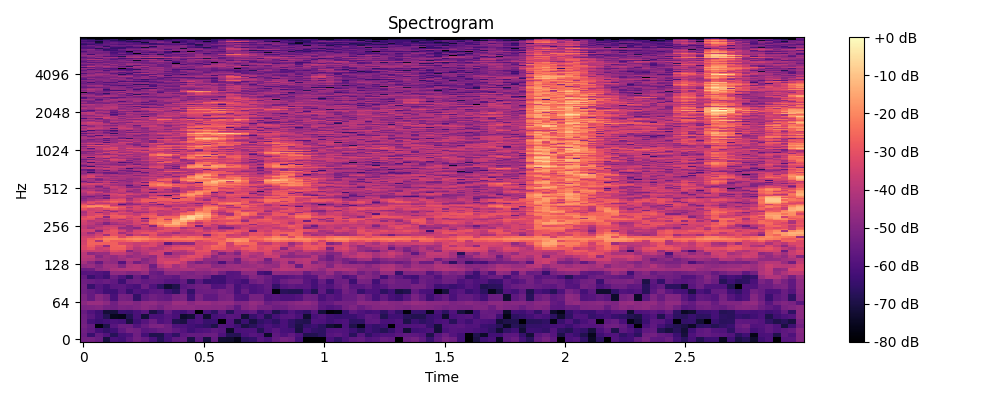 Spectrogram
+0 dB
4096
-10 dB
2048
-20 dB
1024
-30 dB
Hz
512
-40 dB
256
-50 dB
128
-60 dB
64
-70 dB
0
-80 dB
0
0.5
1
1.5
2
2.5
Time